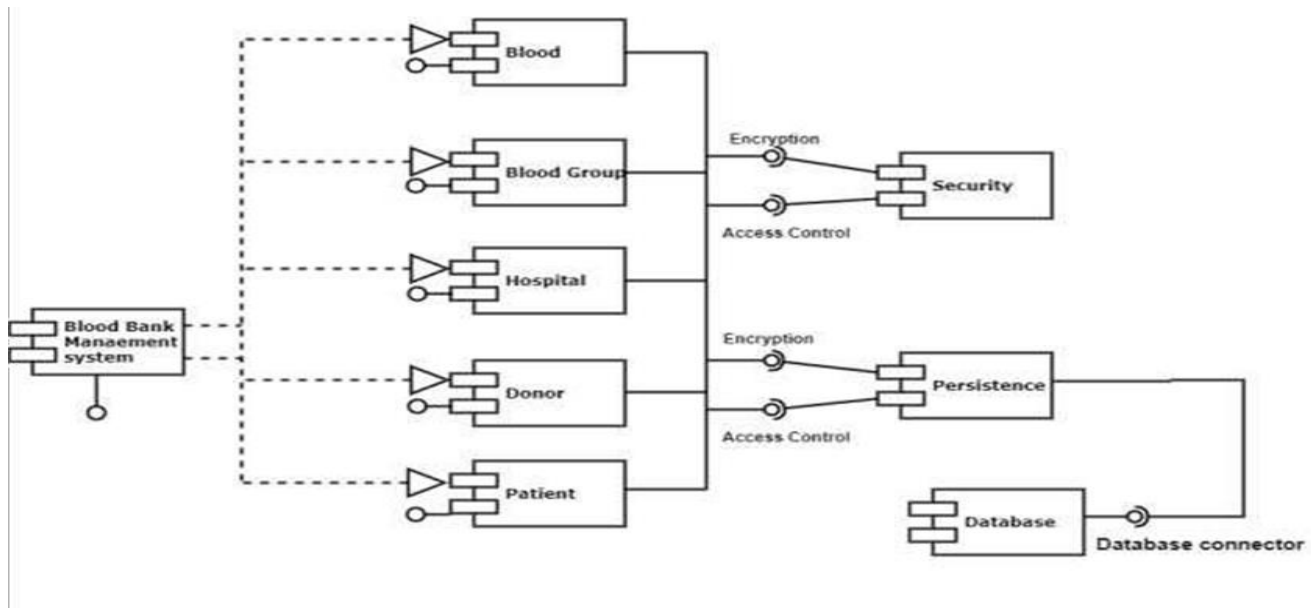 Blood
Encryption
Blood Group
Security
Access Control
Hospital
Blood Bank
Manaement
system
Encryption
Donor
Persistence
Access Control
Patient
Database
Database connector